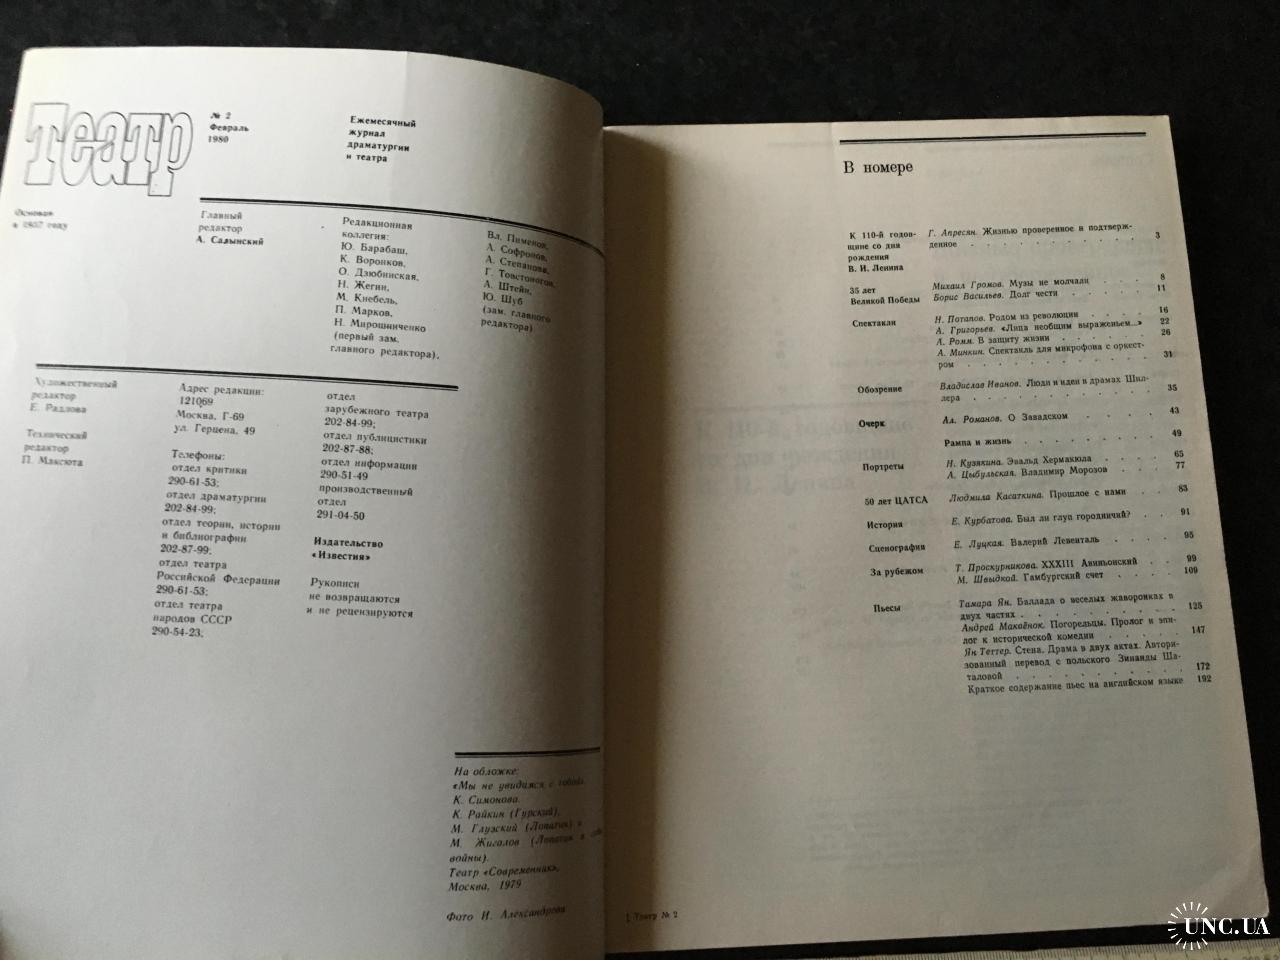 театр
№ 2
Февраль
1980
Ежемесячный
журнал
драматургии
и театра
Основан
в 1937 году
Главный
редактор
А. Салынский
Редакционная
коллегия:
Ю. Барабаш,
К. Воронков,
О. Дзюбинская,
Н. Жегин,
М. Кнебель,
П. Марков,
Н. Мирошниченко
(первый зам.
главного редактора),
Вл. Пименов,
А. Софронов,
А. Степанова,
Г. Товстоногов,
А. Штейн,
Ю. Шуб
(зам. главного
редактора)
Художественный
редактор
Е. Радлова
Технический
редактор
П. Максюта
Адрес редакции:
121069
Москва, Г-69
ул. Герцена, 49
Телефоны:
отдел критики
290-61-53;
отдел драматургии
202-84-99;
отдел теории, истории
и библиографии
202-87-99;
отдел театра
Российской Федерации
290-61-53;
отдел театра
народов СССР
290-54-23;
отдел
зарубежного театра
202-84-99;
отдел публицистики
202-87-88;
отдел информации
290-51-49
производственный
отдел
291-04-50
Издательство
«Известия»
Рукописи
не возвращаются
и не рецензируются
На обложке:
«Мы не увидимся с тобой»
К. Симонова.
К. Райкин (Гурский),
М. Глузский (Лопатин) и
М. Жигалов (Лопатин в
войны).
Театр «Современник»,
Москва, 1979
Фото И. Александрова
В номере
К 110-й годов-
щине со дня
рождения
В. И. Ленина
Г. Апресян. Жизнью проверенное и подтверж-
денное 3
35 лет
Великой Победы
Михаил Громов. Музы не молчали 8
Борис Васильев. Долг чести 11
Спектакли
Н. Потапов. Родом из революции 16
А. Григорьев. «Лица необщим выраженьем...» 22
А. Ромм. В защиту жизни 26
А. Минкин. Спектакль для микрофона с оркест-
ром 31
Обозрение
Владислав Иванов. Люди и идеи в драмах Шил-
лера 35
Очерк
Ал. Романов. О Завадском 43
Рампа и жизнь 49
Портреты
Н. Кузякина. Эвальд Хермакюла 65
А. Цыбульская. Владимир Морозов 77
50 лет ЦАТСА
Людмила Касаткина. Прошлое с нами 83
История
Е. Курбатова. Был ли глуп городничий? 91
Сценография
Е. Луцкая. Валерий Левенталь 95
За рубежом
Т. Проскурникова. XXXIII Авиньонский 99
М. Швыдкой. Гамбургский счет 109
Пьесы
Тамара Ян. Баллада о веселых жаворонках в
двух частях 125
Андрей Макаёнок. Погорельцы. Пролог и эпи-
лог к исторической комедии 147
Ян Теттер. Стена. Драма в двух актах. Автори-
зованный перевод с польского Зинаиды Ша-
таловой 172
Краткое содержание пьес на английском языке 192
1 Театр № 2
UNC.UA